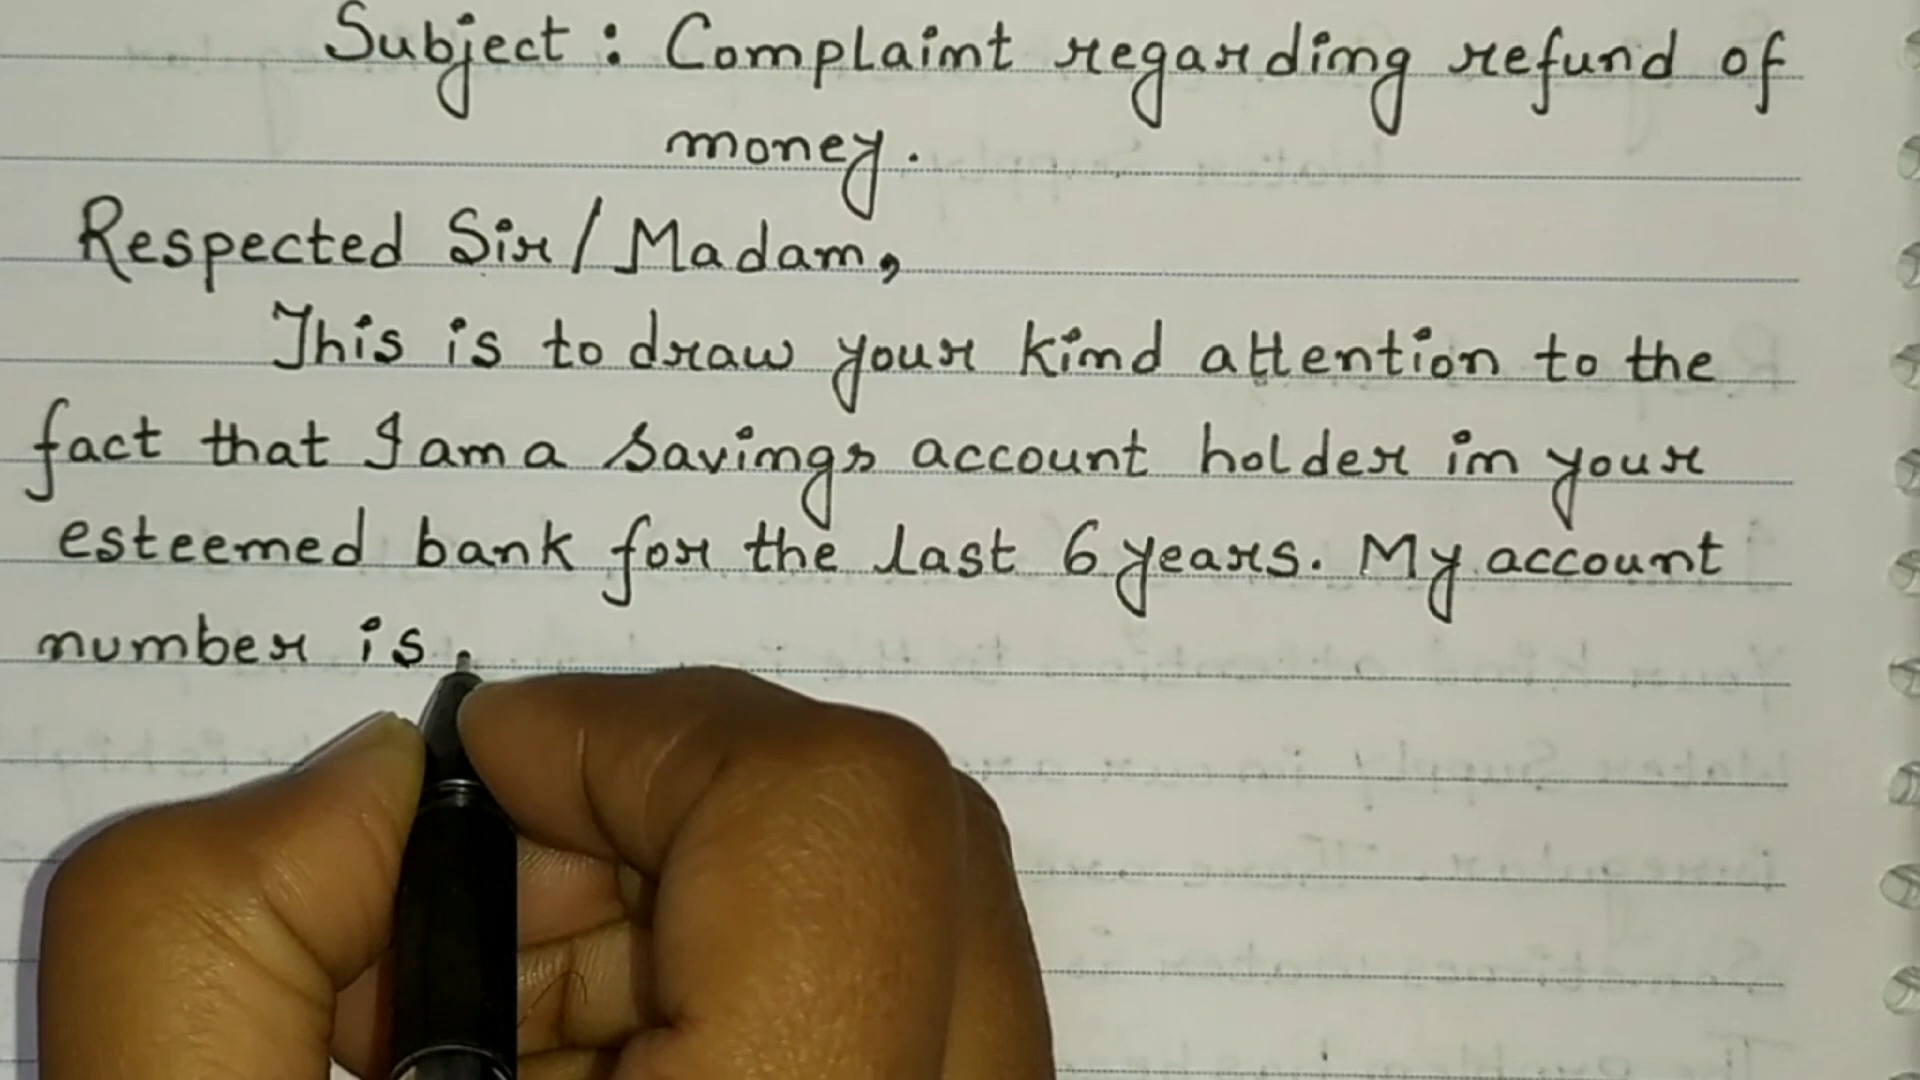 Subject : Complaint regarding refund of
money.
Respected Sir/Madam,
This is to draw your kind attention to the
fact that I am a savings account holder in your
esteemed bank for the last 6 years. My account
number is.